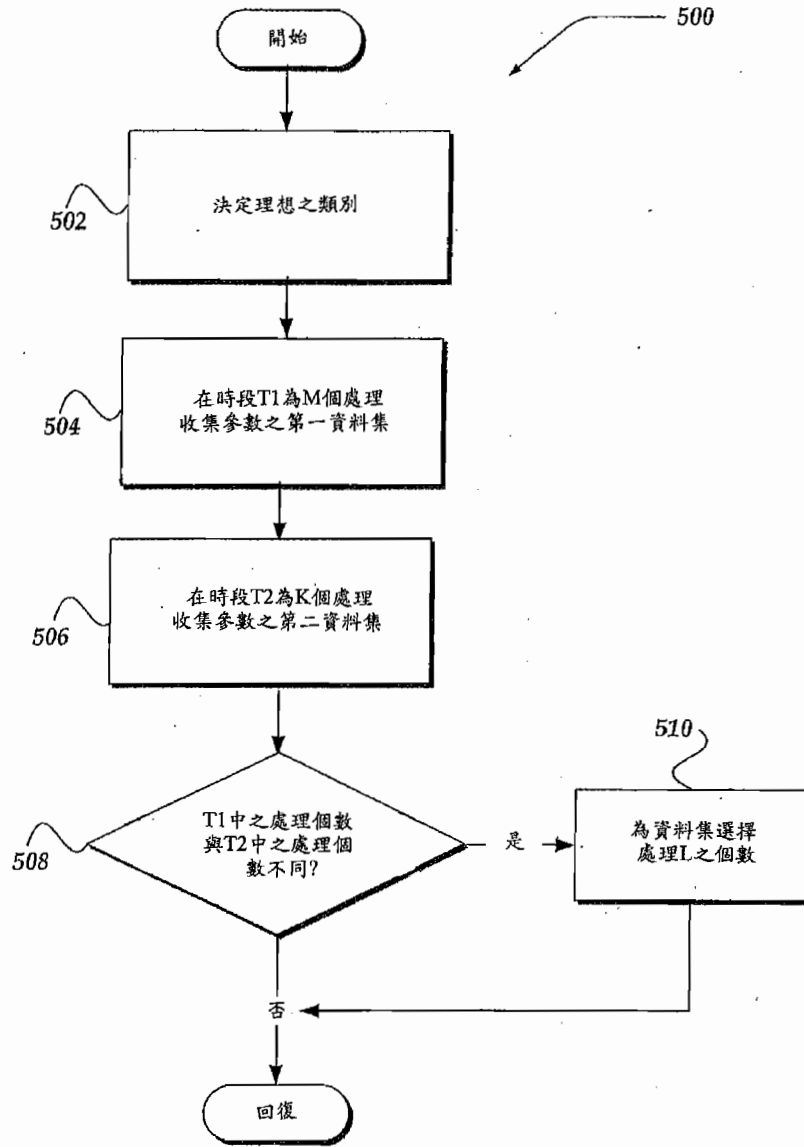 開始
500
決定理想之類別
502
在時段T1為M個處理
收集參數之第一資料集
504
在時段T2為K個處理
收集參數之第二資料集
506
T1中之處理個數
與T2中之處理個
數不同?
508
是
510
為資料集選擇
處理L之個數
否
回復